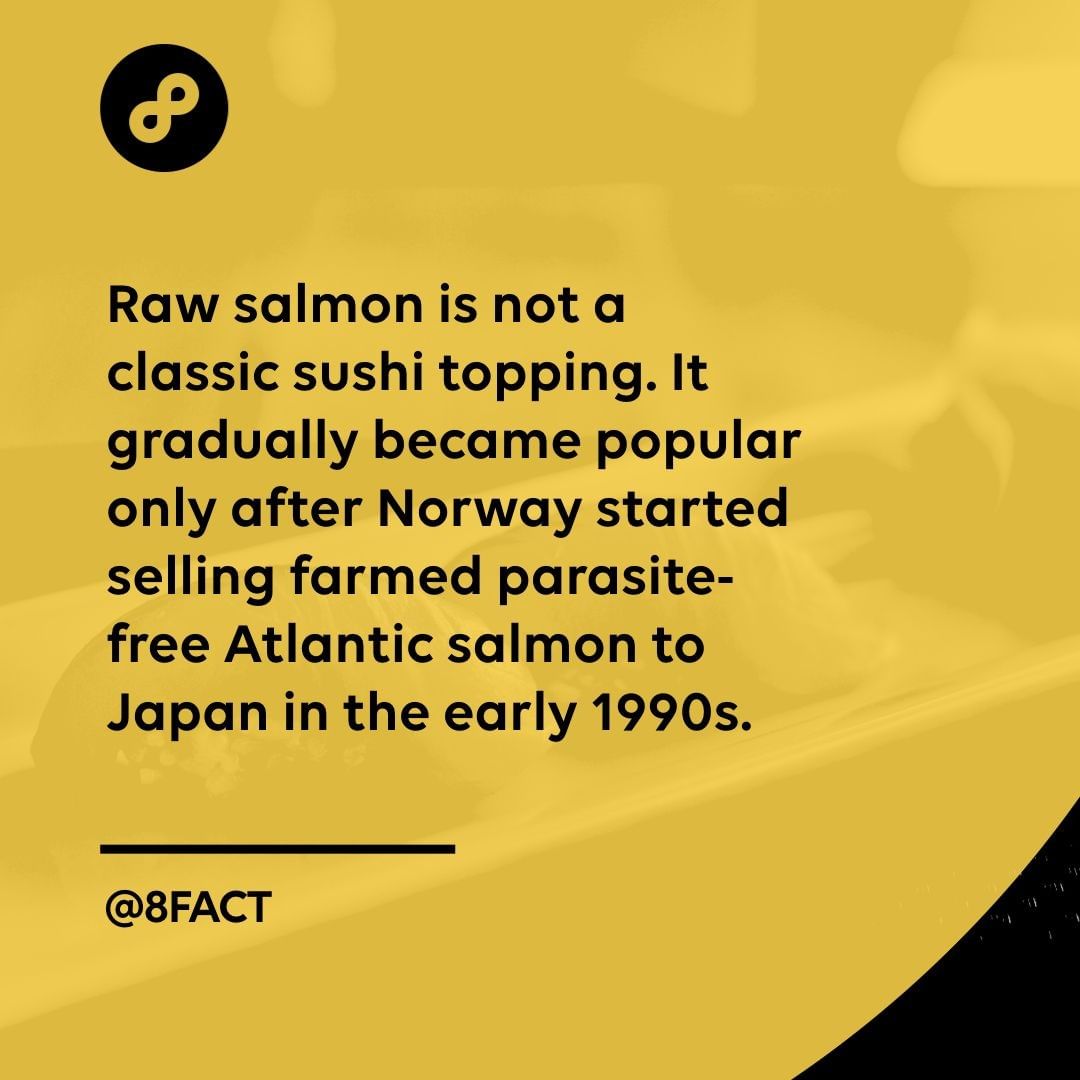 Raw salmon is not a
classic sushi topping. It
gradually became popular
only after Norway started
selling farmed parasite-
free Atlantic salmon to
Japan in the early 1990s.
@8FACT